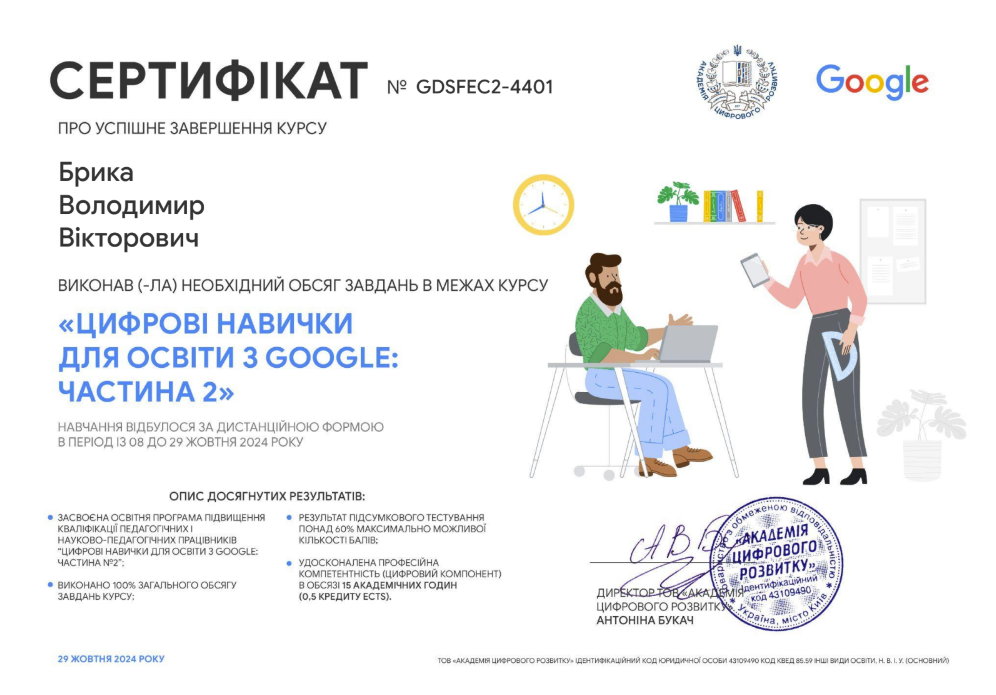 СЕРТИФІКАТ № GDSFEC2-4401
ПРО УСПІШНЕ ЗАВЕРШЕННЯ КУРСУ
АКАДЕМІЯ ЦИФРОВОГО РОЗВИТКУ
Google
Брика
Володимир
Вікторович
ВИКОНАВ (-ЛА) НЕОБХІДНИЙ ОБСЯГ ЗАВДАНЬ В МЕЖАХ КУРСУ
«ЦИФРОВІ НАВИЧКИ
ДЛЯ ОСВІТИ З GOOGLE:
ЧАСТИНА 2»
НАВЧАННЯ ВІДБУЛОСЯ ЗА ДИСТАНЦІЙНОЮ ФОРМОЮ
В ПЕРІОД ІЗ 08 ДО 29 ЖОВТНЯ 2024 РОКУ
ОПИС ДОСЯГНУТИХ РЕЗУЛЬТАТІВ:
ЗАСВОЄНА ОСВІТНЯ ПРОГРАМА ПІДВИЩЕННЯ
КВАЛІФІКАЦІЇ ПЕДАГОГІЧНИХ І
НАУКОВО-ПЕДАГОГІЧНИХ ПРАЦІВНИКІВ
"ЦИФРОВІ НАВИЧКИ ДЛЯ ОСВІТИ З GOOGLE:
ЧАСТИНА №2";
ВИКОНАНО 100% ЗАГАЛЬНОГО ОБСЯГУ
ЗАВДАНЬ КУРСУ;
РЕЗУЛЬТАТ ПІДСУМКОВОГО ТЕСТУВАННЯ
ПОНАД 60% МАКСИМАЛЬНО МОЖЛИВОЇ
КІЛЬКОСТІ БАЛІВ;
УДОСКОНАЛЕНА ПРОФЕСІЙНА
КОМПЕТЕНТНІСТЬ (ЦИФРОВИЙ КОМПОНЕНТ)
В ОБСЯЗІ 15 АКАДЕМІЧНИХ ГОДИН
(0,5 КРЕДИТУ ECTS).
ДИРЕКТОР ТОВ «АКАДЕМІЯ
ЦИФРОВОГО РОЗВИТКУ»
АНТОНІНА БУКАЧ
Товариство з обмеженою відповідальністю
«АКАДЕМІЯ
ЦИФРОВОГО
РОЗВИТКУ»
Ідентифікаційний
код 43109490
Україна, місто Київ
29 ЖОВТНЯ 2024 РОКУ
ТОВ «АКАДЕМІЯ ЦИФРОВОГО РОЗВИТКУ» ІДЕНТИФІКАЦІЙНИЙ КОД ЮРИДИЧНОЇ ОСОБИ 43109490 КОД КВЕД 85.59 ІНШІ ВИДИ ОСВІТИ, Н. В. І. У. (ОСНОВНИЙ)